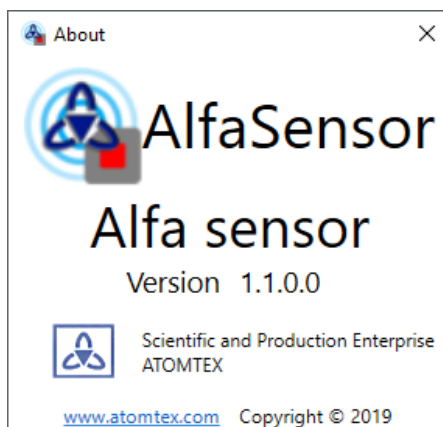 About
AlfaSensor
Alfa sensor
Version 1.1.0.0
Scientific and Production Enterprise
ATOMTEX
www.atomtex.com Copyright © 2019